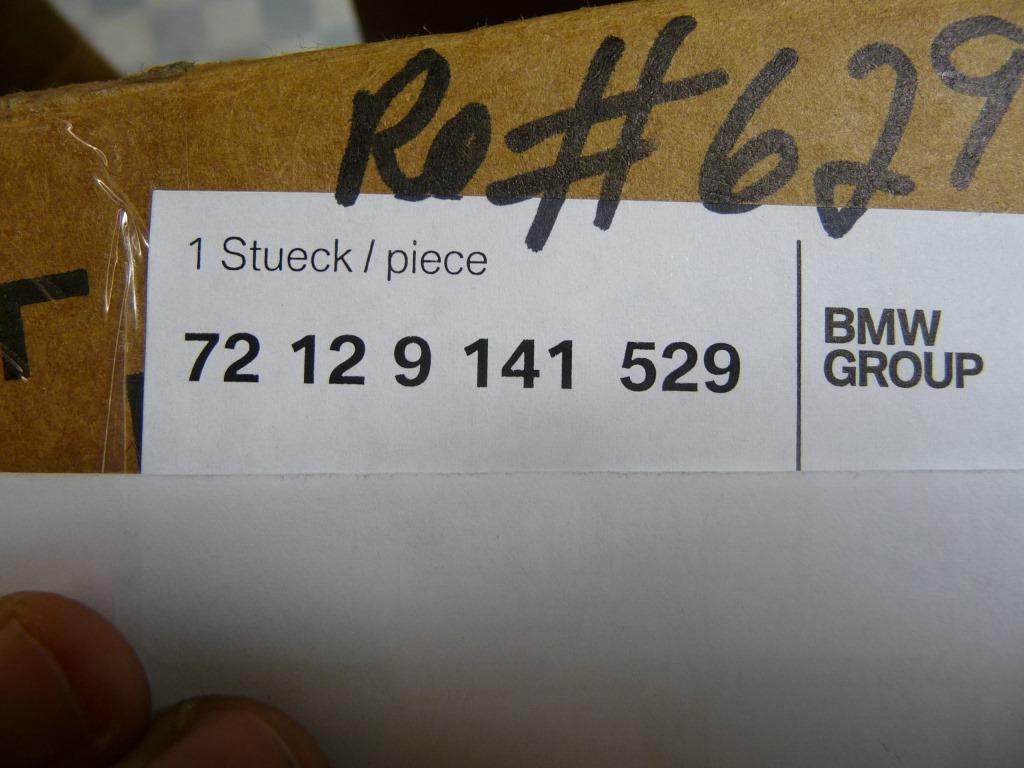 Ro# 629
1 Stueck / piece
72 12 9 141 529
BMW
GROUP